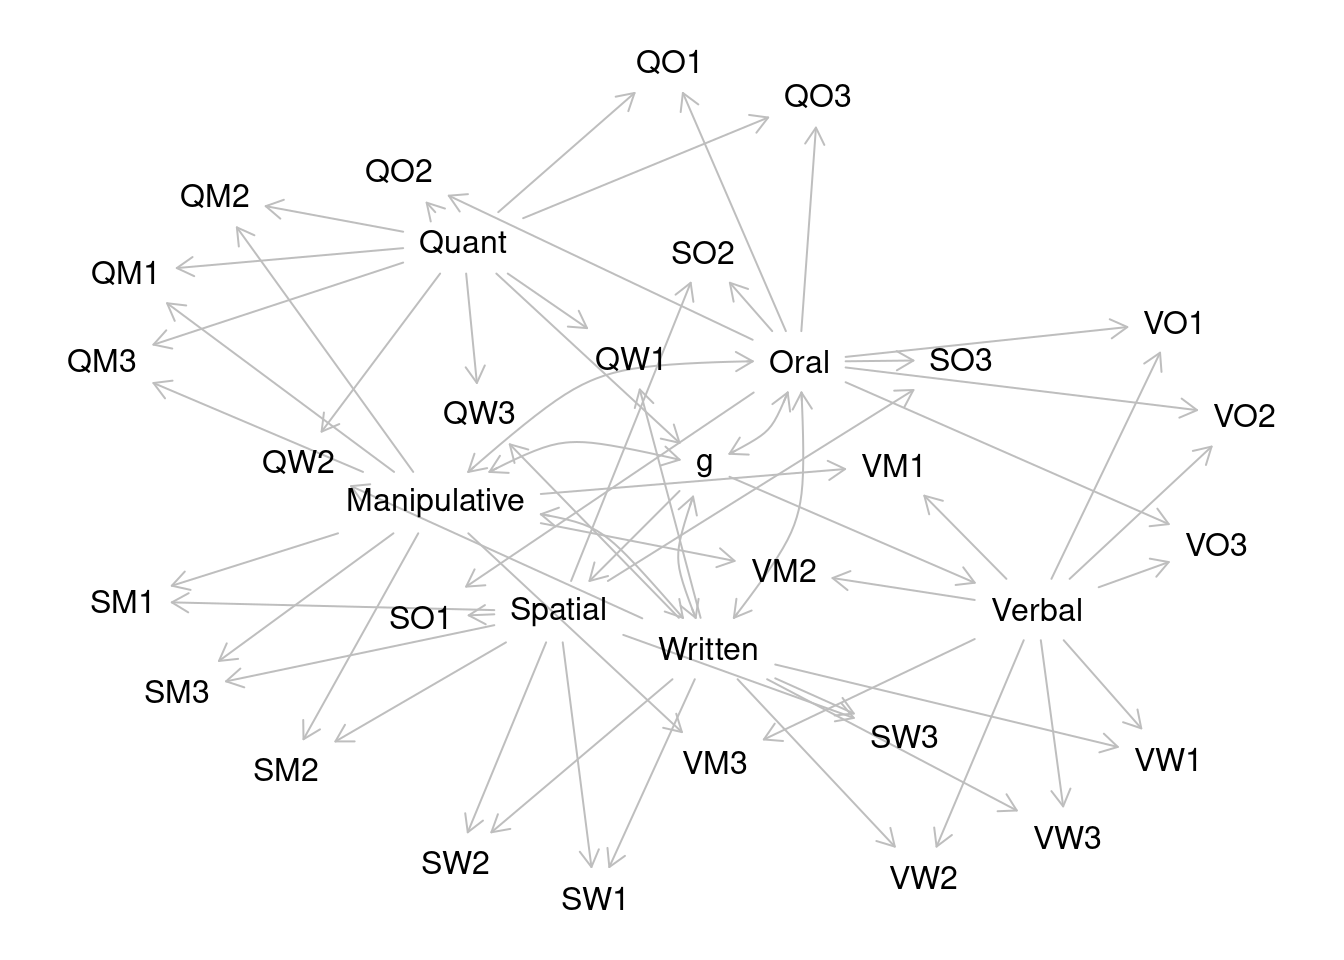 QO1
QO3
QO2
QM2
Quant
SO2
QM1
VO1
QM3
QW1
Oral
SO3
QW3
VO2
QW2
g
VM1
Manipulative
VO3
VM2
SM1
SO1
Spatial
Verbal
Written
SM3
SW3
VM3
VW1
SM2
VW3
SW2
VW2
SW1